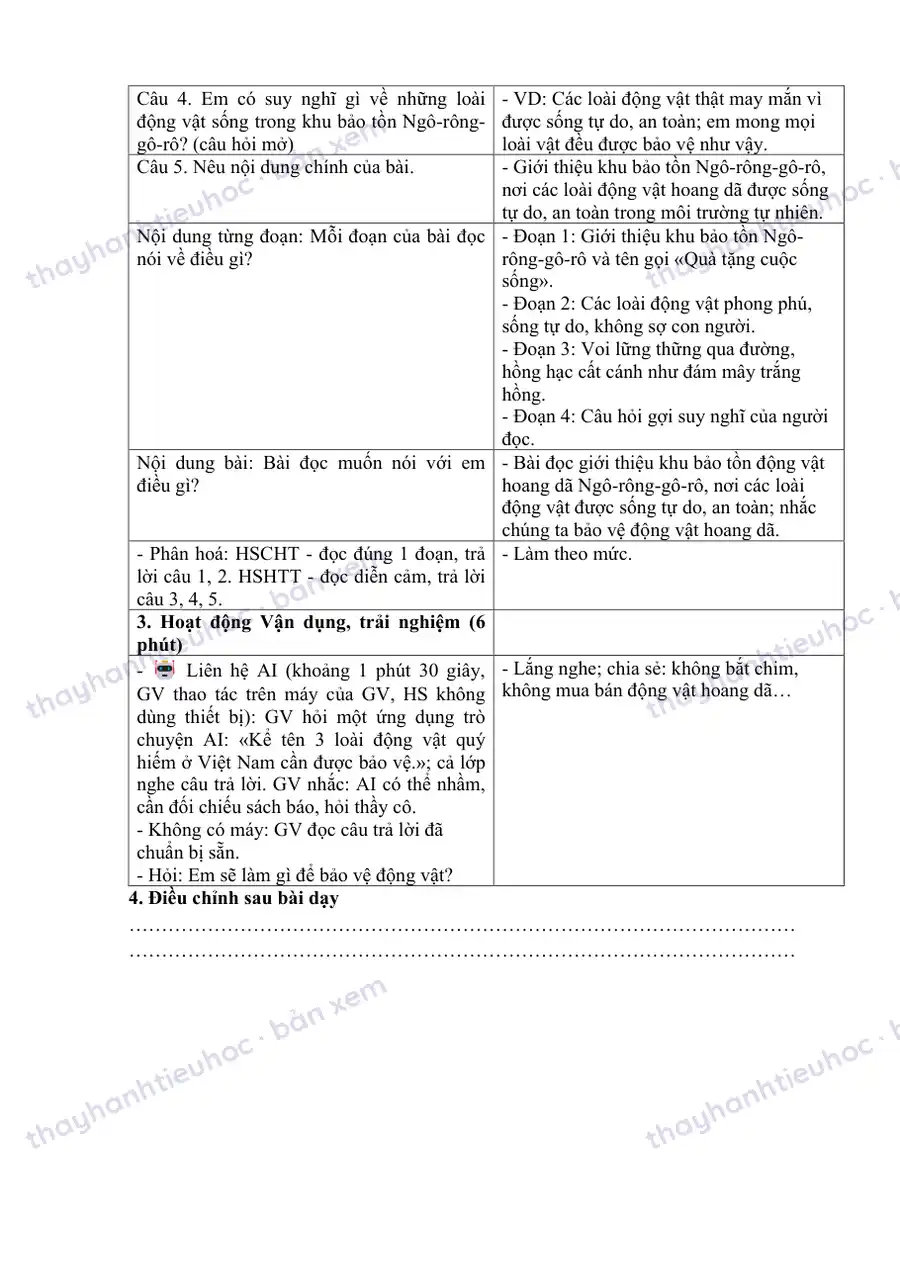 Câu 4. Em có suy nghĩ gì về những loài
động vật sống trong khu bảo tồn Ngô-rông-
gô-rô? (câu hỏi mở)
- VD: Các loài động vật thật may mắn vì
được sống tự do, an toàn; em mong mọi
loài vật đều được bảo vệ như vậy.
Câu 5. Nêu nội dung chính của bài.
- Giới thiệu khu bảo tồn Ngô-rông-gô-rô,
nơi các loài động vật hoang dã được sống
tự do, an toàn trong môi trường tự nhiên.
Nội dung từng đoạn: Mỗi đoạn của bài đọc
nói về điều gì?
- Đoạn 1: Giới thiệu khu bảo tồn Ngô-
rông-gô-rô và tên gọi «Quà tặng cuộc
sống».
- Đoạn 2: Các loài động vật phong phú,
sống tự do, không sợ con người.
- Đoạn 3: Voi lững thững qua đường,
hồng hạc cất cánh như đám mây trắng
hồng.
- Đoạn 4: Câu hỏi gợi suy nghĩ của người
đọc.
Nội dung bài: Bài đọc muốn nói với em
điều gì?
- Bài đọc giới thiệu khu bảo tồn động vật
hoang dã Ngô-rông-gô-rô, nơi các loài
động vật được sống tự do, an toàn; nhắc
chúng ta bảo vệ động vật hoang dã.
- Phân hoá: HSCHT - đọc đúng 1 đoạn, trả
lời câu 1, 2. HSHTT - đọc diễn cảm, trả lời
câu 3, 4, 5.
- Làm theo mức.
3. Hoạt động Vận dụng, trải nghiệm (6
phút)
- Liên hệ AI (khoảng 1 phút 30 giây,
GV thao tác trên máy của GV, HS không
dùng thiết bị): GV hỏi một ứng dụng trò
chuyện AI: «Kể tên 3 loài động vật quý
hiếm ở Việt Nam cần được bảo vệ.»; cả lớp
nghe câu trả lời. GV nhắc: AI có thể nhầm,
cần đối chiếu sách báo, hỏi thầy cô.
- Không có máy: GV đọc câu trả lời đã
chuẩn bị sẵn.
- Hỏi: Em sẽ làm gì để bảo vệ động vật?
- Lắng nghe; chia sẻ: không bắt chim,
không mua bán động vật hoang dã…
4. Điều chỉnh sau bài dạy
thayhanhtieuhoc · bản xem
thayhanhtieuhoc · b
thayhanhtieuhoc · bản xem
thayhanhtieuhoc · b
thayhanhtieuhoc · bản xem
thayhanhtieuhoc · b